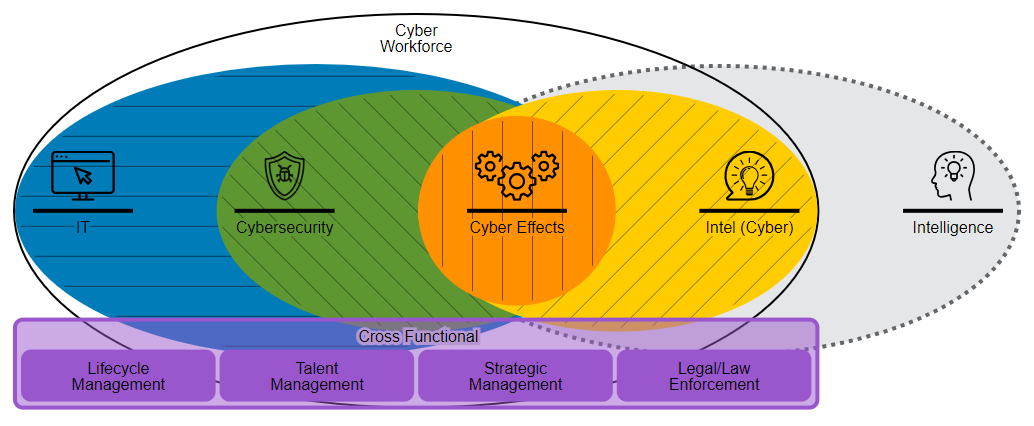 Cyber
Workforce
IT
Cybersecurity
Cyber Effects
Intel (Cyber)
Intelligence
Cross Functional
Lifecycle
Management
Talent
Management
Strategic
Management
Legal/Law
Enforcement